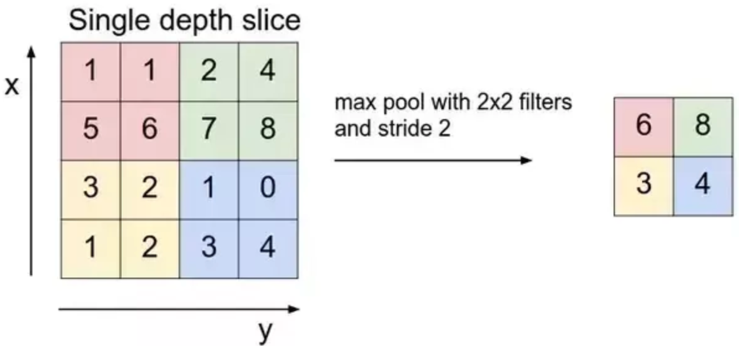 Single depth slice
x
1 1 2 4
5 6 7 8
3 2 1 0
1 2 3 4
y
max pool with 2x2 filters
and stride 2
6 8
3 4